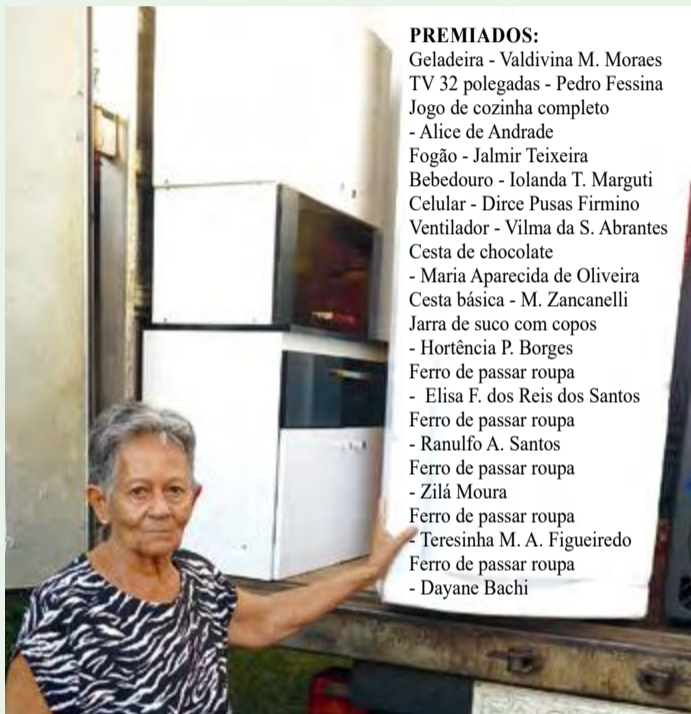 PREMIADOS:
Geladeira - Valdivina M. Moraes
TV 32 polegadas - Pedro Fessina
Jogo de cozinha completo
- Alice de Andrade
Fogão - Jalmir Teixeira
Bebedouro - Iolanda T. Marguti
Celular - Dirce Pusas Firmino
Ventilador - Vilma da S. Abrantes
Cesta de chocolate
- Maria Aparecida de Oliveira
Cesta básica - M. Zancanelli
Jarra de suco com copos
- Hortência P. Borges
Ferro de passar roupa
- Elisa F. dos Reis dos Santos
Ferro de passar roupa
- Ranulfo A. Santos
Ferro de passar roupa
- Zilá Moura
Ferro de passar roupa
- Teresinha M. A. Figueiredo
Ferro de passar roupa
- Dayane Bachi